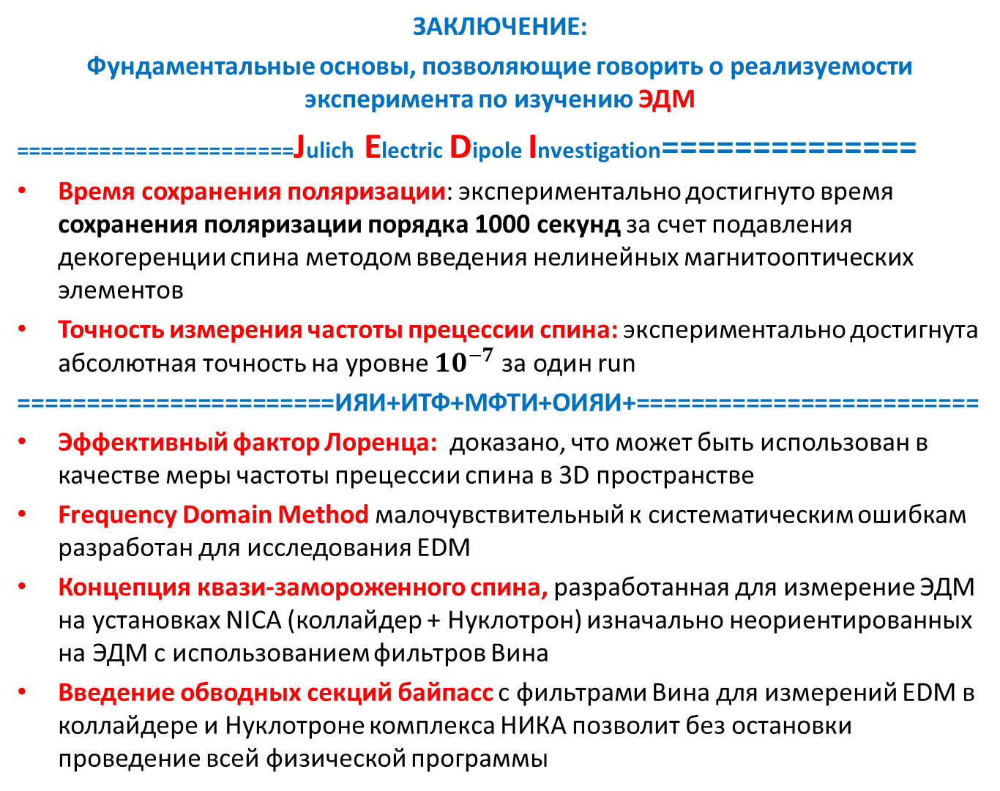 ЗАКЛЮЧЕНИЕ:
Фундаментальные основы, позволяющие говорить о реализуемости
эксперимента по изучению ЭДМ
========================Julich Electric Dipole Investigation==============
• Время сохранения поляризации: экспериментально достигнуто время
сохранения поляризации порядка 1000 секунд за счет подавления
декогеренции спина методом введения нелинейных магнитооптических
элементов
• Точность измерения частоты прецессии спина: экспериментально достигнута
абсолютная точность на уровне 10⁻⁷ за один run
=======================ИЯИ+ИТФ+МФТИ+ОИЯИ+=========================
• Эффективный фактор Лоренца: доказано, что может быть использован в
качестве меры частоты прецессии спина в 3D пространстве
• Frequency Domain Method малочувствительный к систематическим ошибкам
разработан для исследования EDM
• Концепция квази-замороженного спина, разработанная для измерение ЭДМ
на установках NICA (коллайдер + Нуклотрон) изначально неориентированных
на ЭДМ с использованием фильтров Вина
• Введение обводных секций байпасс с фильтрами Вина для измерений EDM в
коллайдере и Нуклотроне комплекса НИКА позволит без остановки
проведение всей физической программы